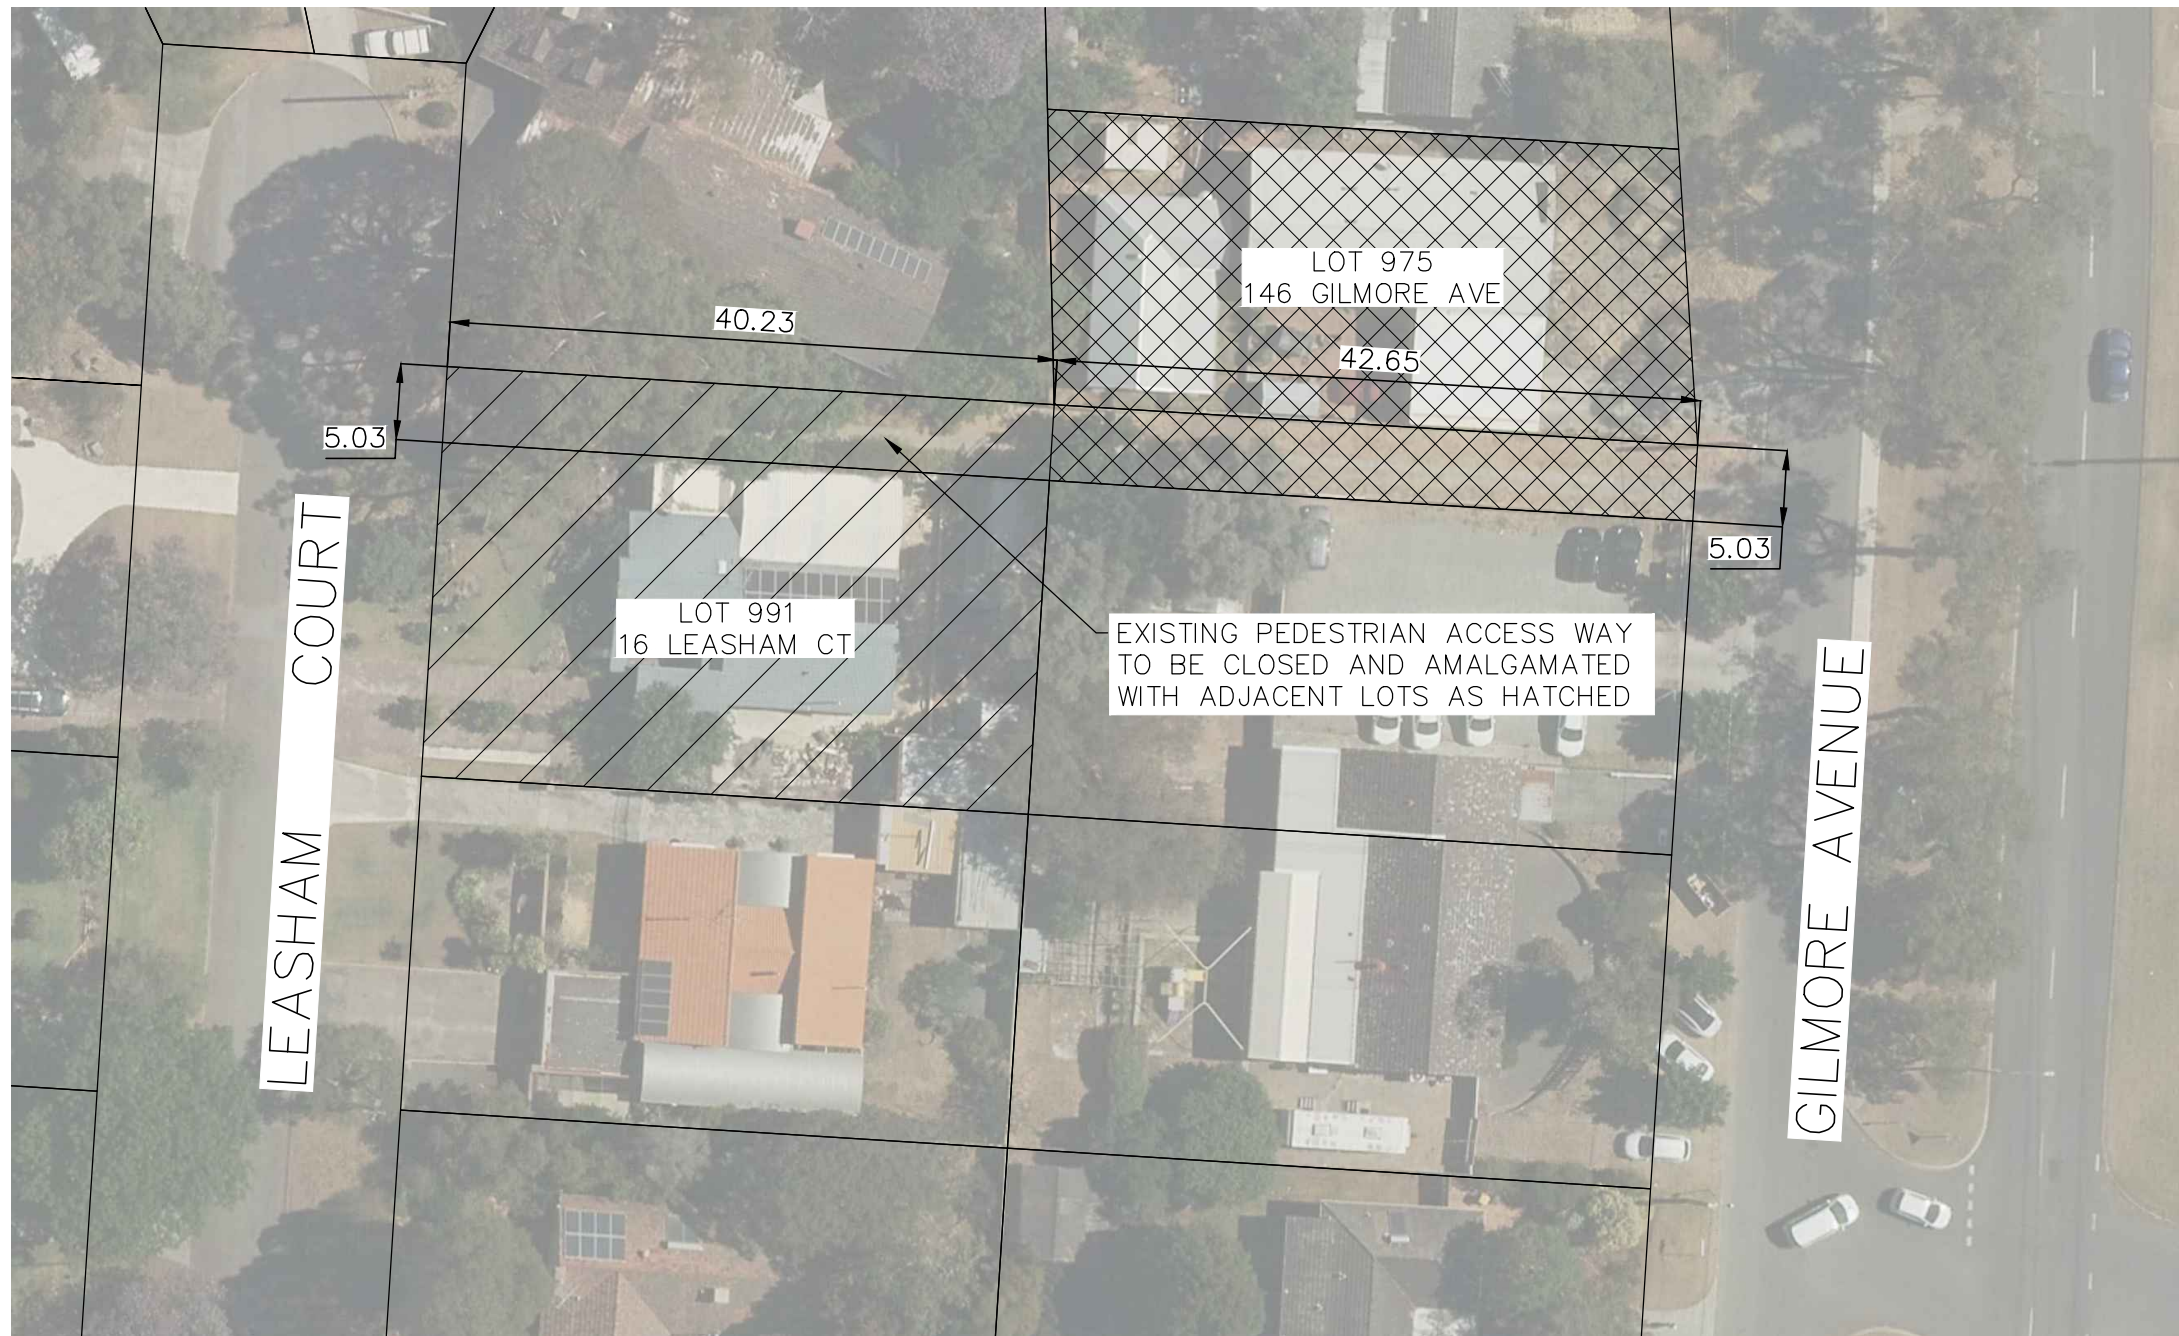 LOT 975
146 GILMORE AVE
40.23
42.65
5.03
5.03
LOT 991
16 LEASHAM CT
EXISTING PEDESTRIAN ACCESS WAY
TO BE CLOSED AND AMALGAMATED
WITH ADJACENT LOTS AS HATCHED
LEASHAM COURT
GILMORE AVENUE